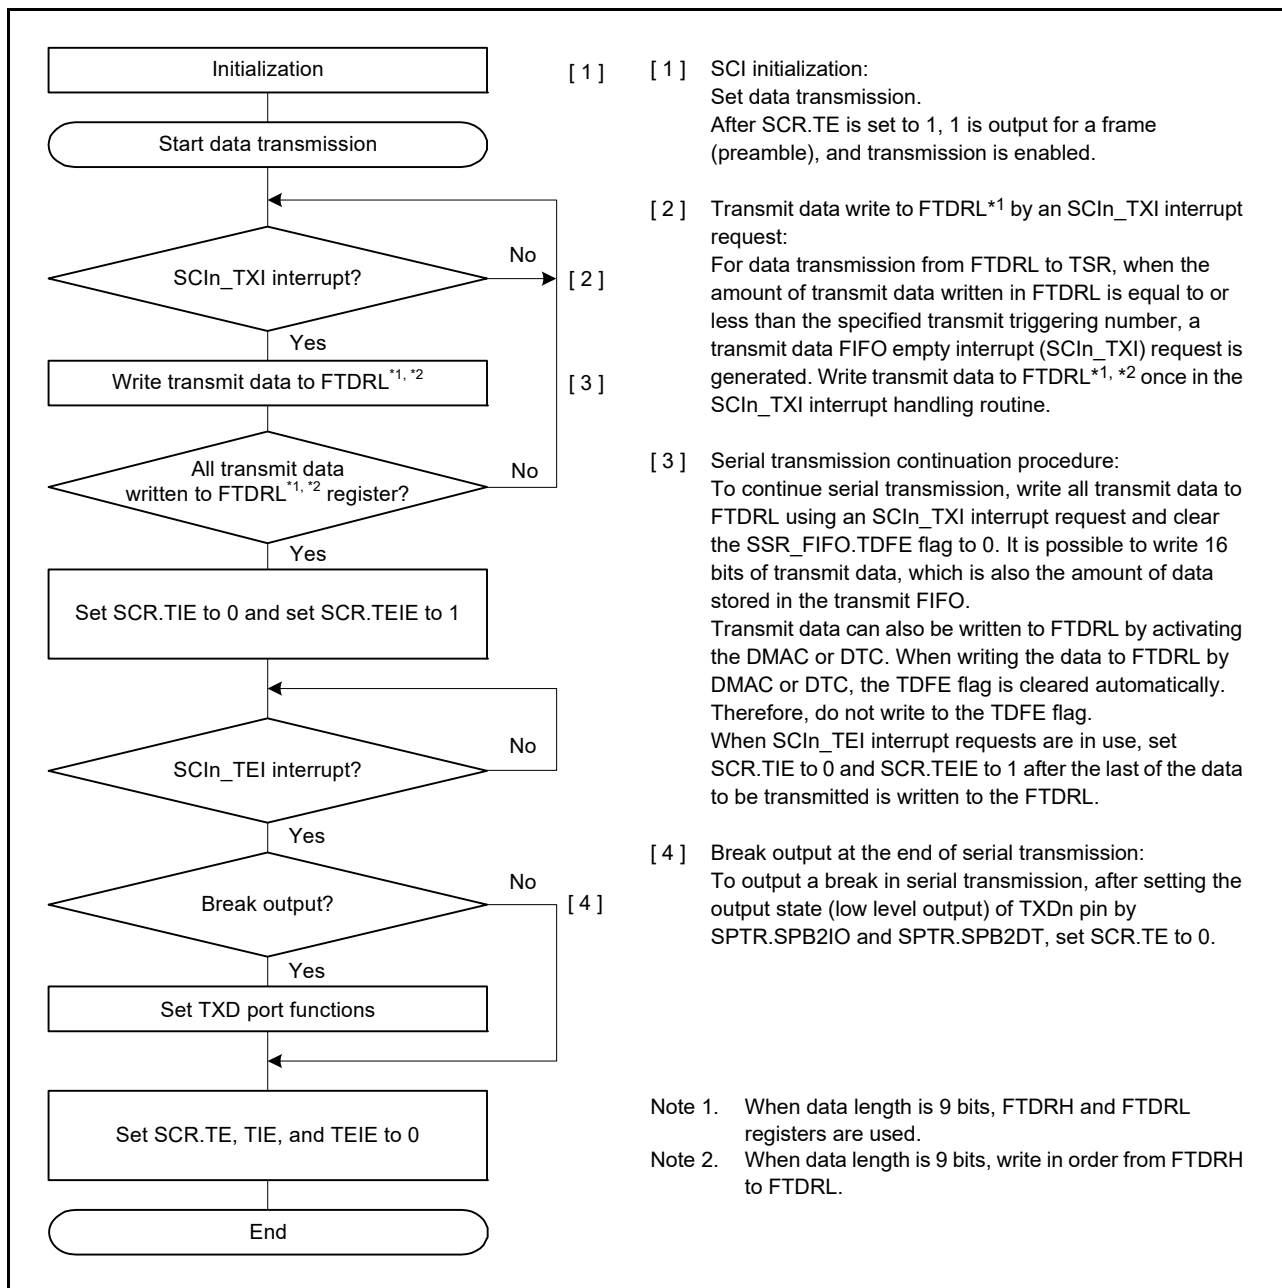 Initialization
[ 1 ]
Start data transmission
SCIn_TXI interrupt?
No
[ 2 ]
Yes
Write transmit data to FTDRL*1, *2
[ 3 ]
All transmit data
written to FTDRL*1, *2 register?
No
Yes
Set SCR.TIE to 0 and set SCR.TEIE to 1
SCIn_TEI interrupt?
No
Yes
Break output?
No
[ 4 ]
Yes
Set TXD port functions
Set SCR.TE, TIE, and TEIE to 0
End
[ 1 ] SCI initialization:
Set data transmission.
After SCR.TE is set to 1, 1 is output for a frame
(preamble), and transmission is enabled.
[ 2 ] Transmit data write to FTDRL*1 by an SCIn_TXI interrupt
request:
For data transmission from FTDRL to TSR, when the
amount of transmit data written in FTDRL is equal to or
less than the specified transmit triggering number, a
transmit data FIFO empty interrupt (SCIn_TXI) request is
generated. Write transmit data to FTDRL*1, *2 once in the
SCIn_TXI interrupt handling routine.
[ 3 ] Serial transmission continuation procedure:
To continue serial transmission, write all transmit data to
FTDRL using an SCIn_TXI interrupt request and clear
the SSR_FIFO.TDFE flag to 0. It is possible to write 16
bits of transmit data, which is also the amount of data
stored in the transmit FIFO.
Transmit data can also be written to FTDRL by activating
the DMAC or DTC. When writing the data to FTDRL by
DMAC or DTC, the TDFE flag is cleared automatically.
Therefore, do not write to the TDFE flag.
When SCIn_TEI interrupt requests are in use, set
SCR.TIE to 0 and SCR.TEIE to 1 after the last of the data
to be transmitted is written to the FTDRL.
[ 4 ] Break output at the end of serial transmission:
To output a break in serial transmission, after setting the
output state (low level output) of TXDn pin by
SPTR.SPB2IO and SPTR.SPB2DT, set SCR.TE to 0.
Note 1. When data length is 9 bits, FTDRH and FTDRL
registers are used.
Note 2. When data length is 9 bits, write in order from FTDRH
to FTDRL.